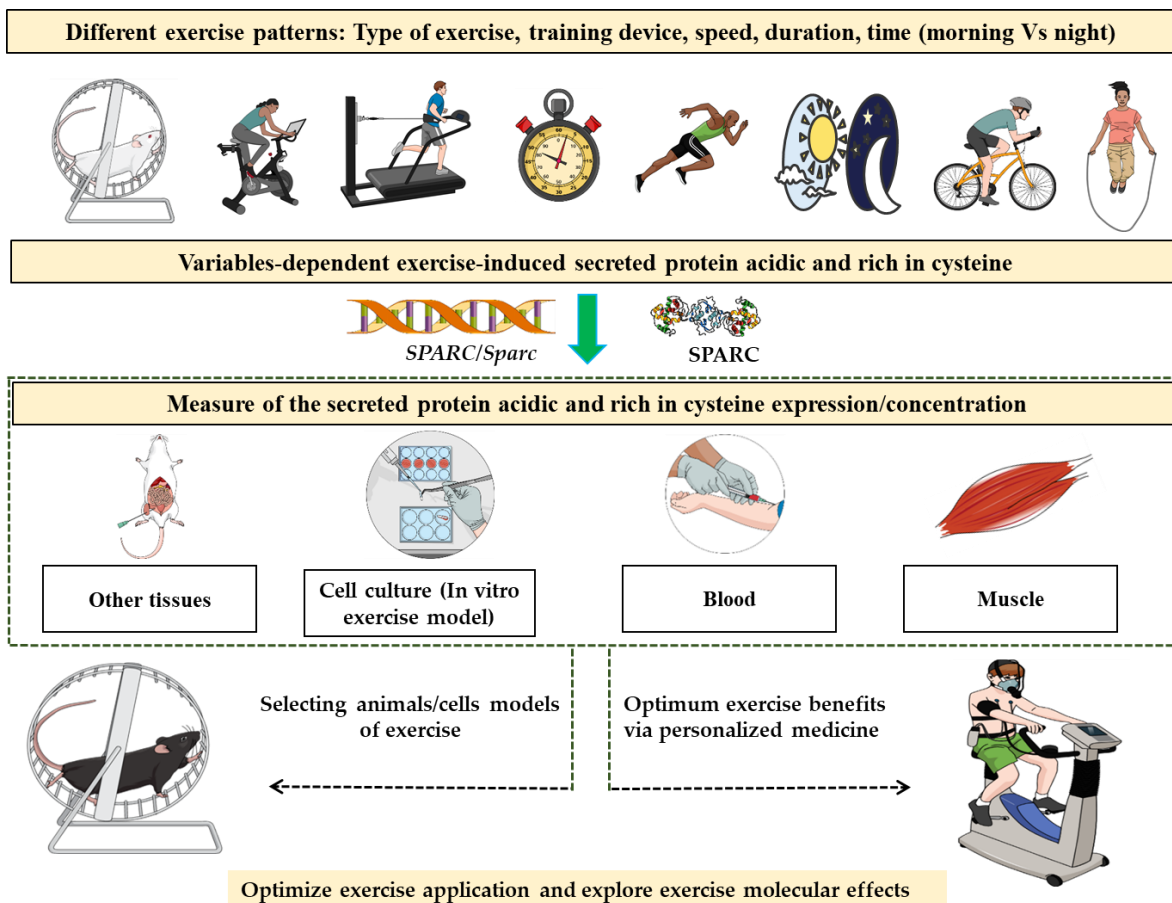 Different exercise patterns: Type of exercise, training device, speed, duration, time (morning Vs night)
Variables-dependent exercise-induced secreted protein acidic and rich in cysteine
SPARC/Sparc
SPARC
Measure of the secreted protein acidic and rich in cysteine expression/concentration
Other tissues
Cell culture (In vitro
exercise model)
Blood
Muscle
Selecting animals/cells models
of exercise
Optimum exercise benefits
via personalized medicine
Optimize exercise application and explore exercise molecular effects